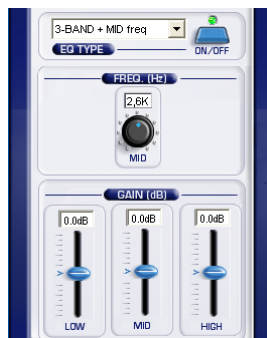 3-BAND + MID freq
EQ TYPE
ON/OFF
FREQ. (Hz)
2,6K
MID
GAIN (dB)
0.0dB 0.0dB 0.0dB
LOW MID HIGH